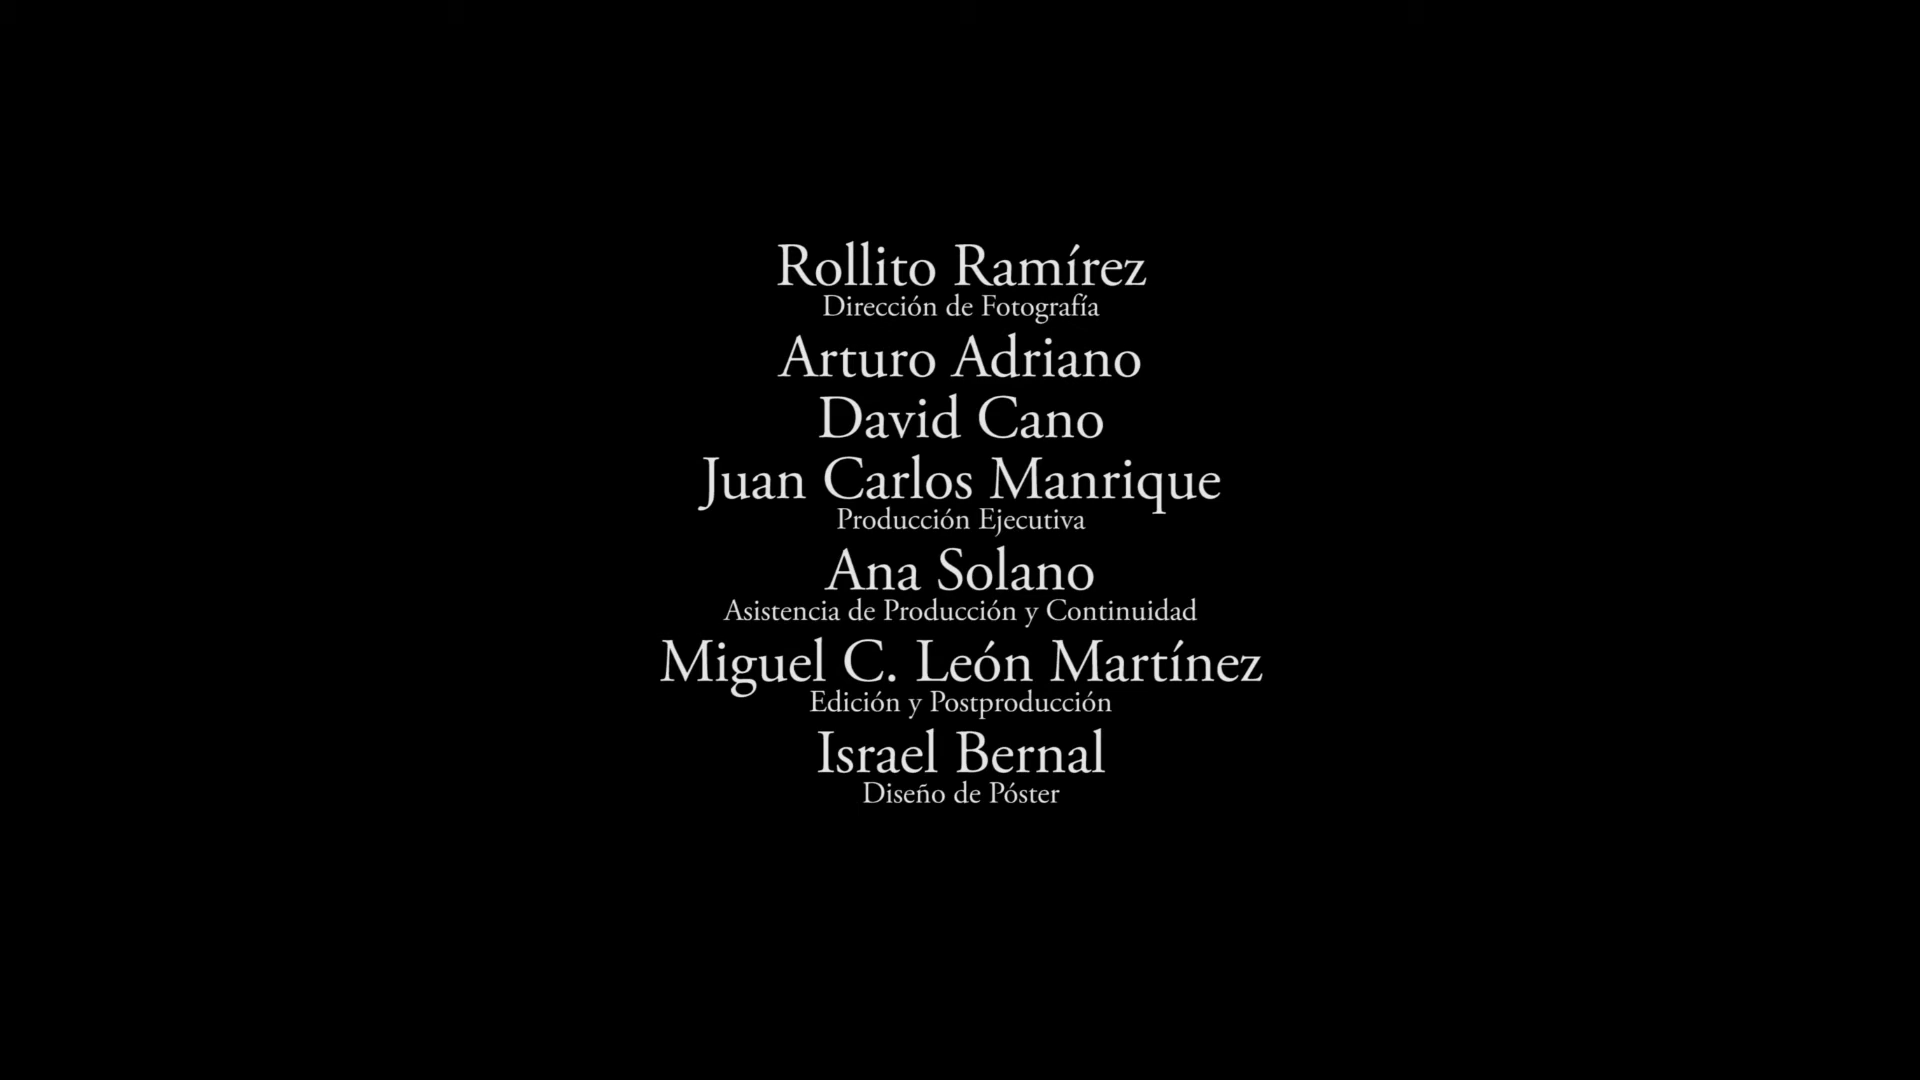 Rollito Ramírez
Dirección de Fotografía
Arturo Adriano
David Cano
Juan Carlos Manrique
Producción Ejecutiva
Ana Solano
Asistencia de Producción y Continuidad
Miguel C. León Martínez
Edición y Postproducción
Israel Bernal
Diseño de Póster